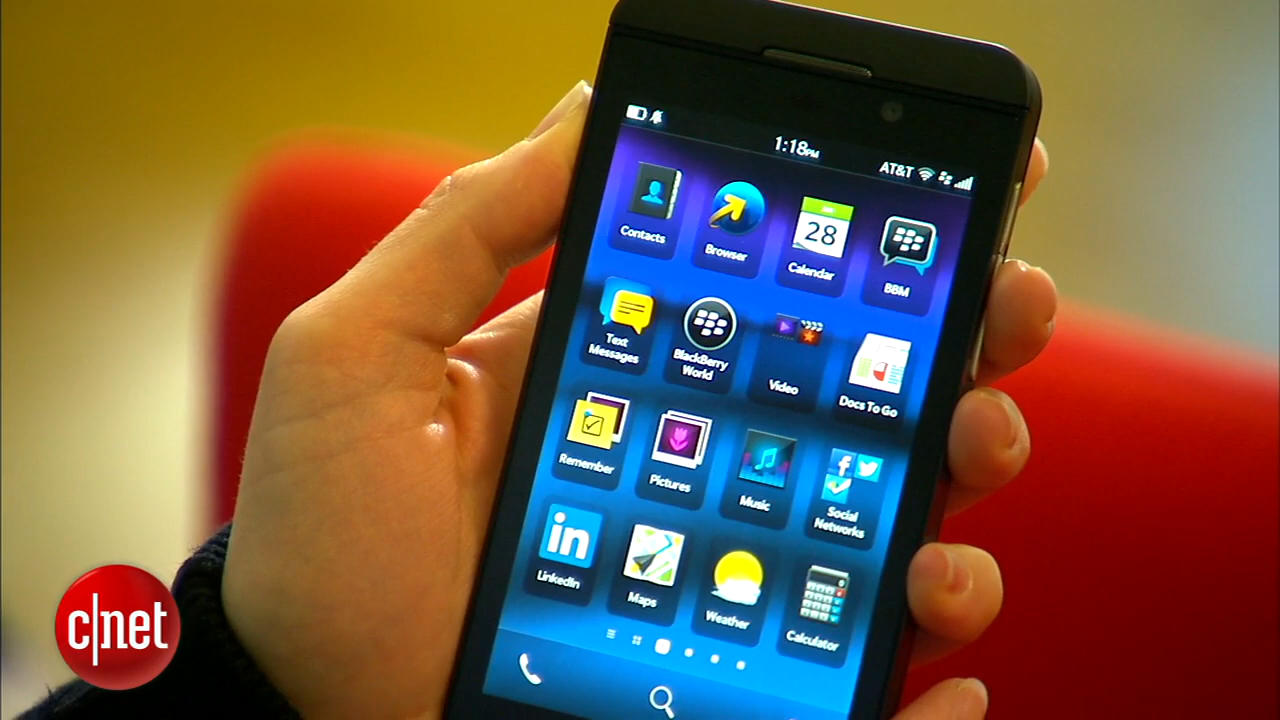 1:18PM
AT&T
Contacts
Browser
28
Calendar
BBM
Text
Messages
BlackBerry
World
Video
Docs To Go
Remember
Pictures
Music
f
Social
Networks
in
LinkedIn
Maps
Weather
Calculator
c|net